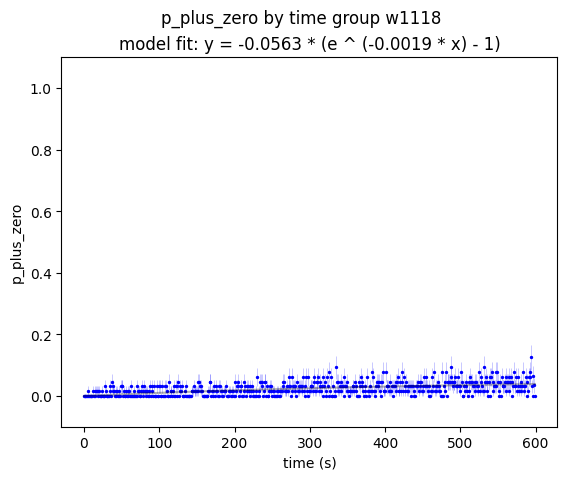 p_plus_zero by time group w1118
model fit: y = -0.0563 * (e ^ (-0.0019 * x) - 1)
1.0
0.8
0.6
0.4
0.2
0.0
p_plus_zero
0 100 200 300 400 500 600
time (s)